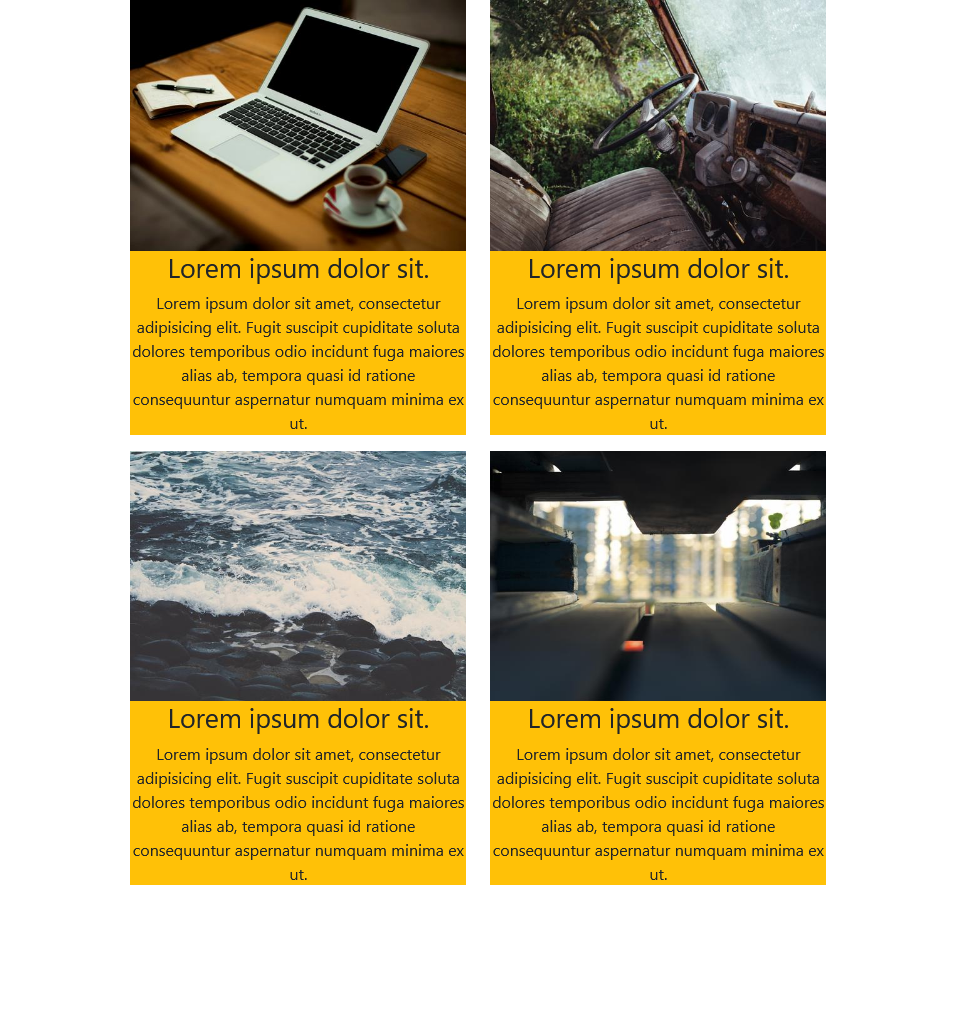 Lorem ipsum dolor sit.
Lorem ipsum dolor sit amet, consectetur
adipisicing elit. Fugit suscipit cupiditate soluta
dolores temporibus odio incidunt fuga maiores
alias ab, tempora quasi id ratione
consequuntur aspernatur numquam minima ex
ut.
Lorem ipsum dolor sit.
Lorem ipsum dolor sit amet, consectetur
adipisicing elit. Fugit suscipit cupiditate soluta
dolores temporibus odio incidunt fuga maiores
alias ab, tempora quasi id ratione
consequuntur aspernatur numquam minima ex
ut.
Lorem ipsum dolor sit.
Lorem ipsum dolor sit amet, consectetur
adipisicing elit. Fugit suscipit cupiditate soluta
dolores temporibus odio incidunt fuga maiores
alias ab, tempora quasi id ratione
consequuntur aspernatur numquam minima ex
ut.
Lorem ipsum dolor sit.
Lorem ipsum dolor sit amet, consectetur
adipisicing elit. Fugit suscipit cupiditate soluta
dolores temporibus odio incidunt fuga maiores
alias ab, tempora quasi id ratione
consequuntur aspernatur numquam minima ex
ut.